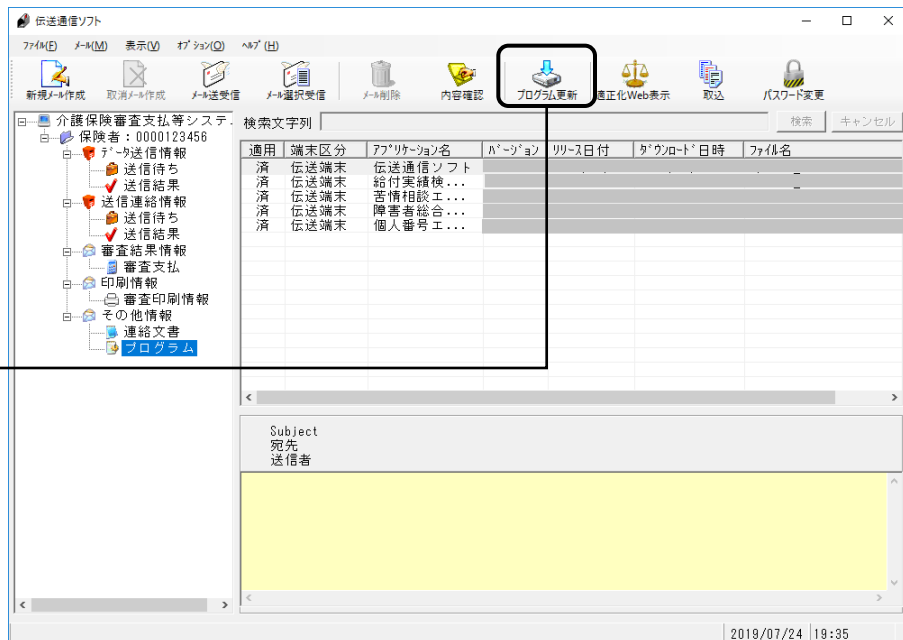 伝送通信ソフト
ファイル(F) メール(M) 表示(V) オプション(O) ヘルプ(H)
新規メール作成 取消メール作成 メール送受信 メール選択受信 メール削除 内容確認 プログラム更新 適正化Web表示 取込 パスワード変更
介護保険審査支払等システ.
保険者：0000123456
データ送信情報
送信待ち
送信結果
送信連絡情報
送信待ち
送信結果
審査結果情報
審査支払
印刷情報
審査印刷情報
その他情報
連絡文書
プログラム
検索文字列 検索 キャンセル
適用 端末区分 アプリケーション名 バージョン リリース日付 ダウンロード日時 ファイル名
済 伝送端末 伝送通信ソフト
済 伝送端末 給付実績検...
済 伝送端末 苦情相談エ...
済 伝送端末 障害者総合...
済 伝送端末 個人番号エ...
Subject
宛先
送信者
2019/07/24 19:35